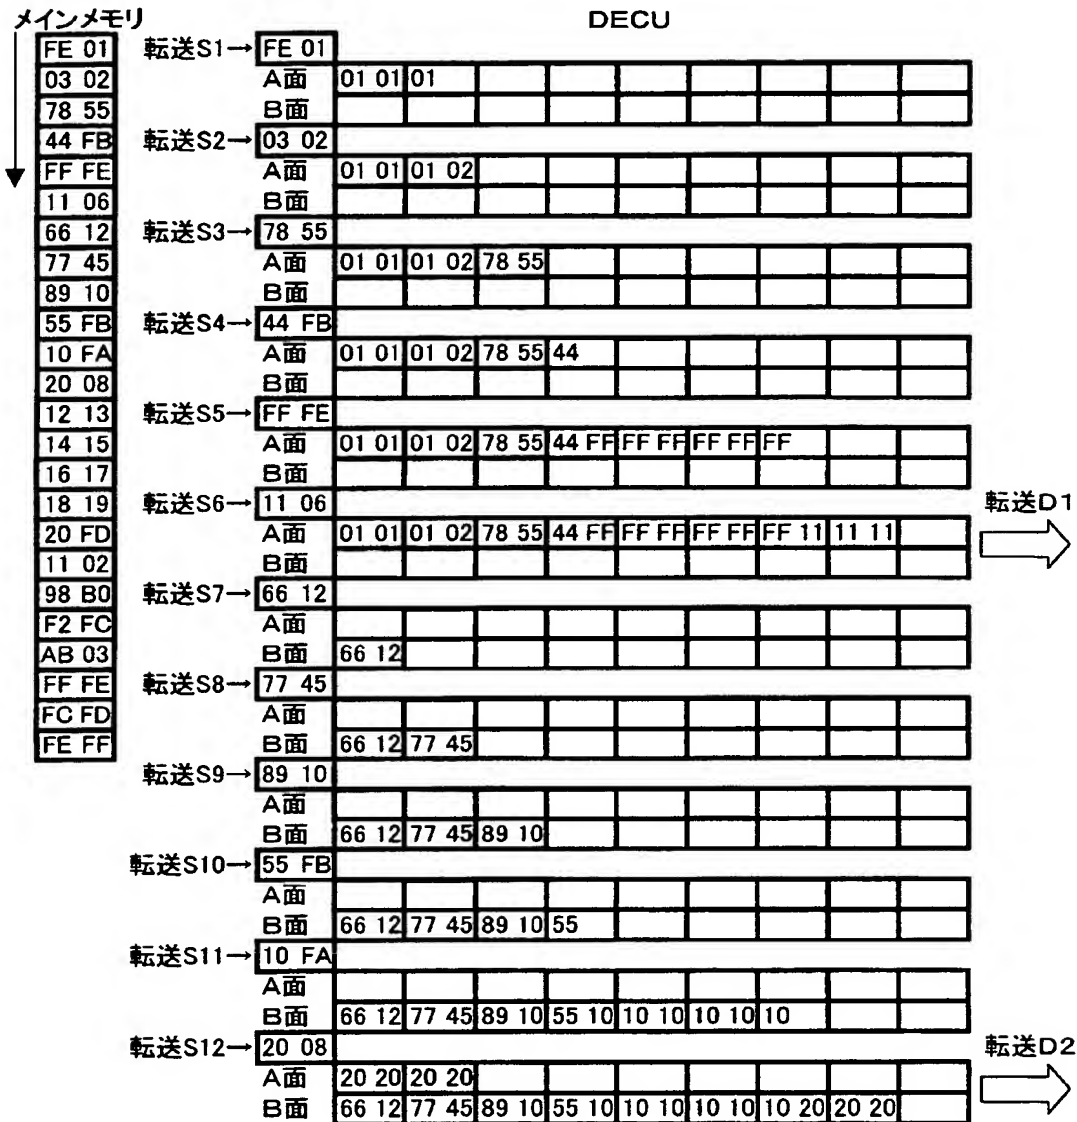 メインメモリ DECU
FE 01 転送S1→ FE 01
03 02 A面 01 01 01
78 55 B面
44 FB 転送S2→ 03 02
FF FE A面 01 01 01 02
11 06 B面
66 12 転送S3→ 78 55
77 45 A面 01 01 01 02 78 55
89 10 B面
55 FB 転送S4→ 44 FB
10 FA A面 01 01 01 02 78 55 44
20 08 B面
12 13 転送S5→ FF FE
14 15 A面 01 01 01 02 78 55 44 FF FF FF FF FF FF
16 17 B面
18 19 転送S6→ 11 06 転送D1
20 FD A面 01 01 01 02 78 55 44 FF FF FF FF FF FF 11 11 11
11 02 B面
98 B0 転送S7→ 66 12
F2 FC A面
AB 03 B面 66 12
FF FE 転送S8→ 77 45
FC FD A面
FE FF B面 66 12 77 45
転送S9→ 89 10
A面
B面 66 12 77 45 89 10
転送S10→ 55 FB
A面
B面 66 12 77 45 89 10 55
転送S11→ 10 FA
A面
B面 66 12 77 45 89 10 55 10 10 10 10 10 10
転送S12→ 20 08 転送D2
A面 20 20 20 20
B面 66 12 77 45 89 10 55 10 10 10 10 10 10 20 20 20